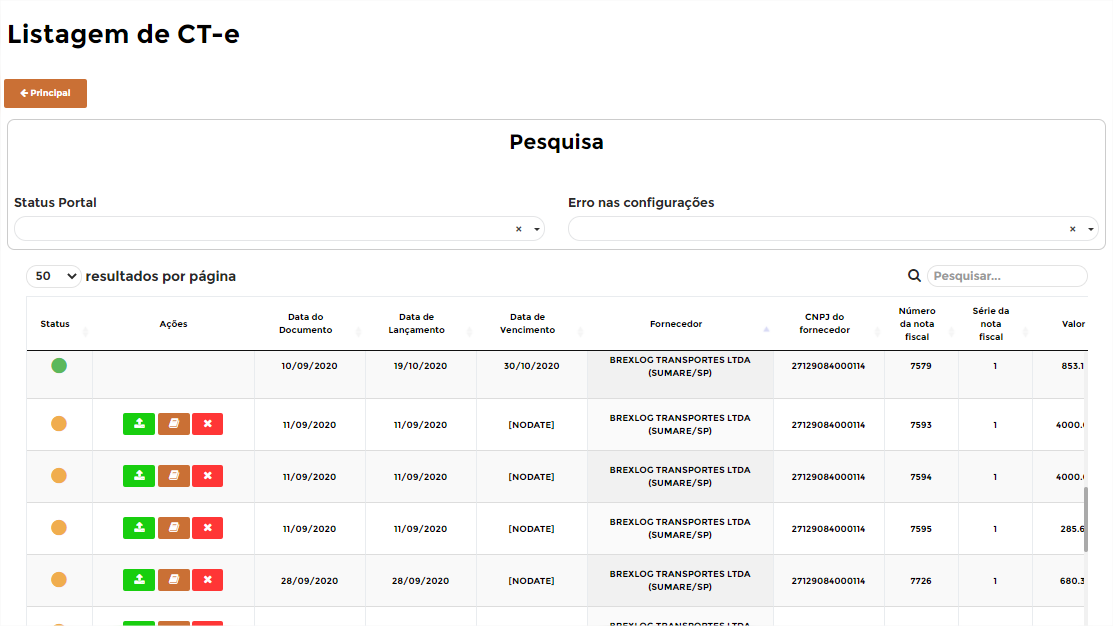 Listagem de CT-e
Principal
Pesquisa
Status Portal
Erro nas configurações
× ×
50 resultados por página
Pesquisar...
Status Ações Data do Documento Data de Lançamento Data de Vencimento Fornecedor CNPJ do fornecedor Número da nota fiscal Série da nota fiscal Valor
10/09/2020 19/10/2020 30/10/2020 BREXLOG TRANSPORTES LTDA (SUMARE/SP) 27129084000114 7579 1 853.1
11/09/2020 11/09/2020 [NODATE] BREXLOG TRANSPORTES LTDA (SUMARE/SP) 27129084000114 7593 1 4000.
11/09/2020 11/09/2020 [NODATE] BREXLOG TRANSPORTES LTDA (SUMARE/SP) 27129084000114 7594 1 4000.
11/09/2020 11/09/2020 [NODATE] BREXLOG TRANSPORTES LTDA (SUMARE/SP) 27129084000114 7595 1 285.6
28/09/2020 28/09/2020 [NODATE] BREXLOG TRANSPORTES LTDA (SUMARE/SP) 27129084000114 7726 1 680.3